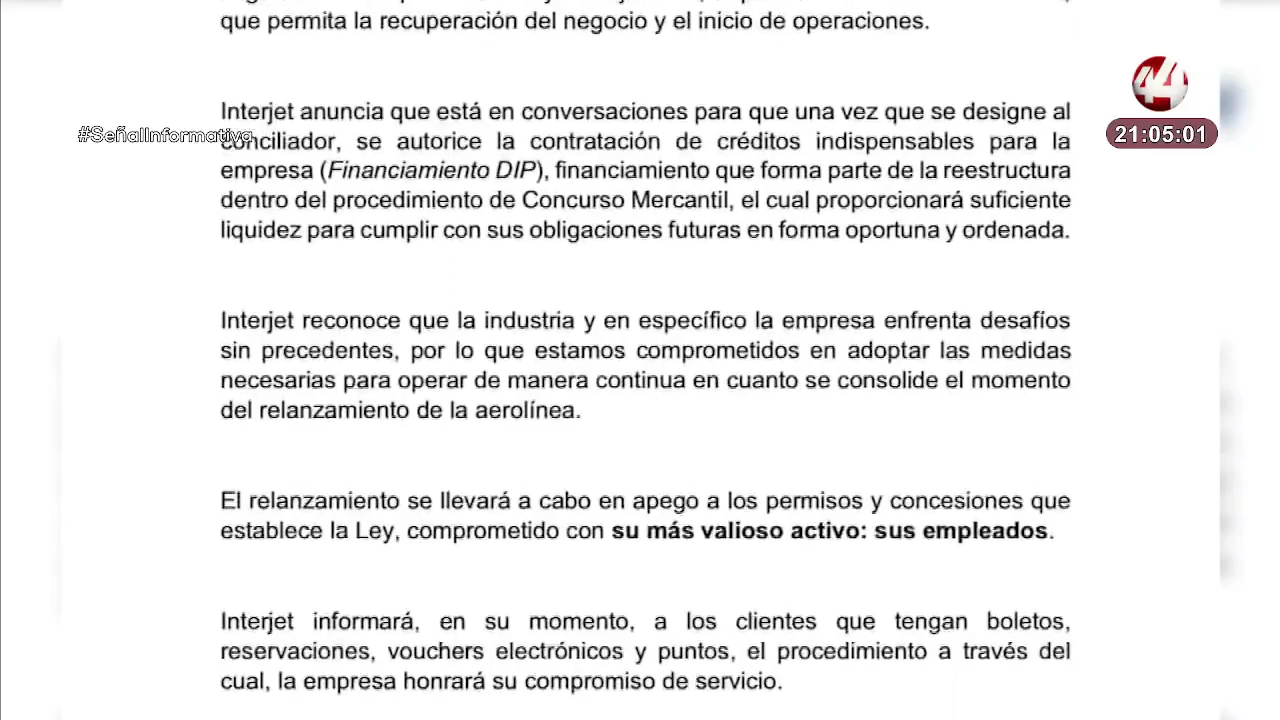 que permita la recuperación del negocio y el inicio de operaciones.
44
Interjet anuncia que está en conversaciones para que una vez que se designe al
#SeñalInformativa
21:05:01
conciliador, se autorice la contratación de créditos indispensables para la
empresa (Financiamiento DIP), financiamiento que forma parte de la reestructura
dentro del procedimiento de Concurso Mercantil, el cual proporcionará suficiente
liquidez para cumplir con sus obligaciones futuras en forma oportuna y ordenada.
Interjet reconoce que la industria y en específico la empresa enfrenta desafíos
sin precedentes, por lo que estamos comprometidos en adoptar las medidas
necesarias para operar de manera continua en cuanto se consolide el momento
del relanzamiento de la aerolínea.
El relanzamiento se llevará a cabo en apego a los permisos y concesiones que
establece la Ley, comprometido con su más valioso activo: sus empleados.
Interjet informará, en su momento, a los clientes que tengan boletos,
reservaciones, vouchers electrónicos y puntos, el procedimiento a través del
cual, la empresa honrará su compromiso de servicio.